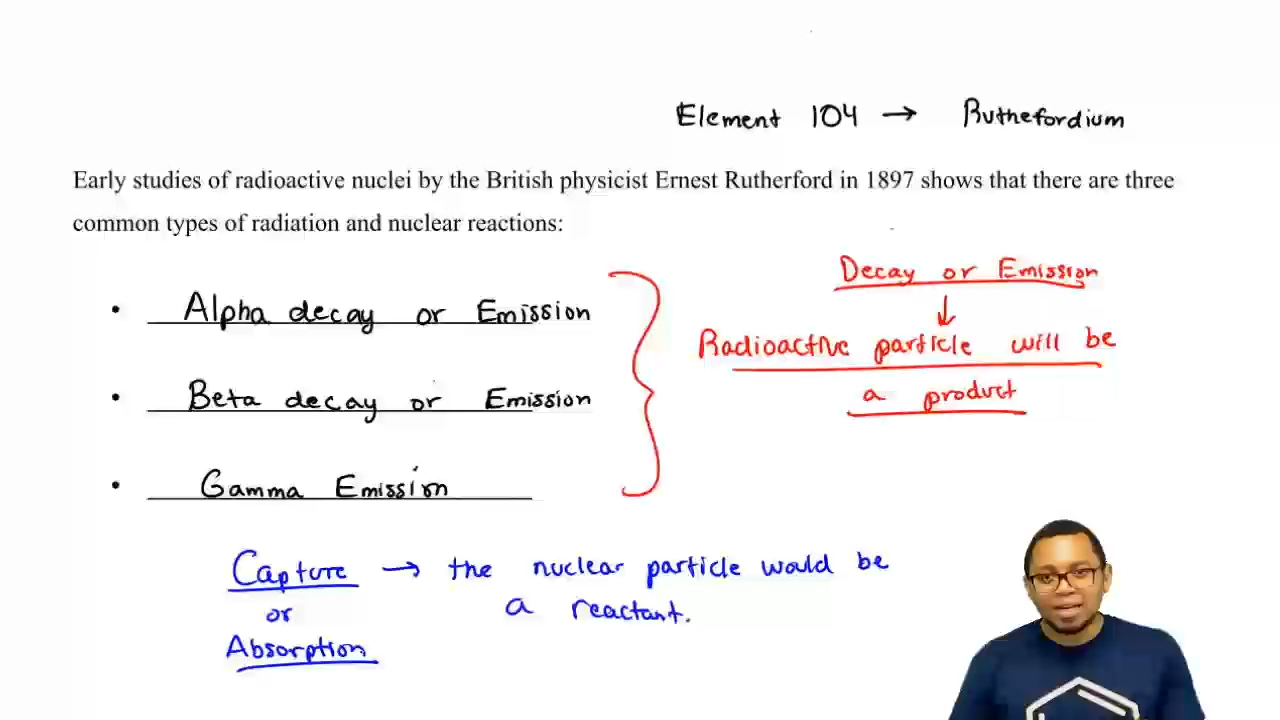 Element 104 → Ruthefordium
Early studies of radioactive nuclei by the British physicist Ernest Rutherford in 1897 shows that there are three
common types of radiation and nuclear reactions:
• Alpha decay or Emission
• Beta decay or Emission
• Gamma Emission
Decay or Emission
↓
Radioactive particle will be
a product
Capture → the nuclear particle would be
or a reactant.
Absorption